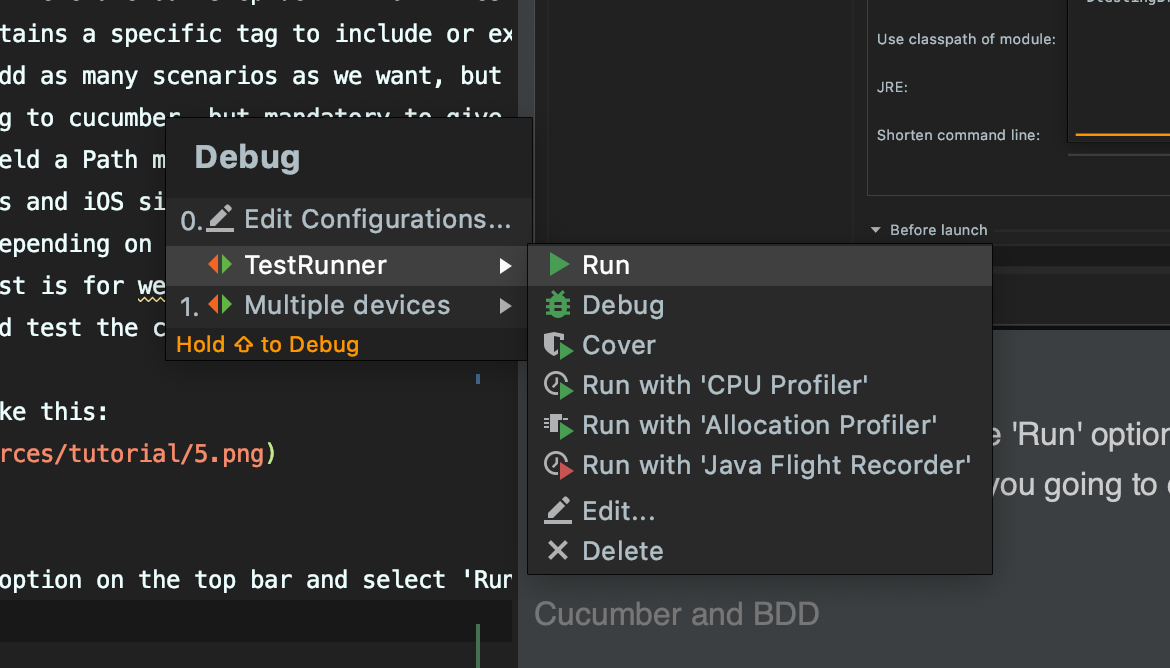 tains a specific tag to include or ex
dd as many scenarios as we want, but
g to cucumber, but mandatory to give
eld a Path m
s and iOS si
epending on
st is for we
d test the c
ke this:
rces/tutorial/5.png)
option on the top bar and select 'Run
Debug
0. Edit Configurations...
TestRunner
1. Multiple devices
Hold ⇧ to Debug
Run
Debug
Cover
Run with 'CPU Profiler'
Run with 'Allocation Profiler'
Run with 'Java Flight Recorder'
Edit...
Delete
Use classpath of module:
JRE:
Shorten command line:
Before launch
e 'Run' option
you going to
Cucumber and BDD